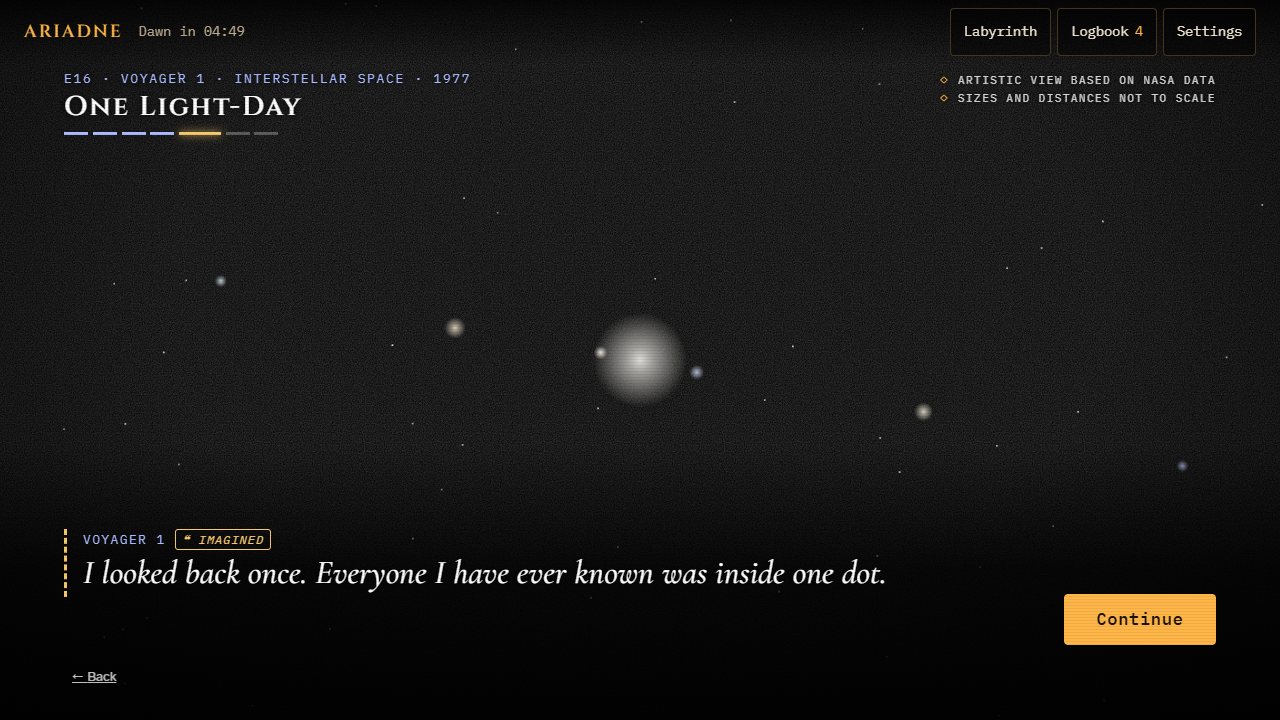 ARIADNE Dawn in 04:49 Labyrinth Logbook 4 Settings
E16 · VOYAGER 1 · INTERSTELLAR SPACE · 1977
One Light-Day
◇ ARTISTIC VIEW BASED ON NASA DATA
◇ SIZES AND DISTANCES NOT TO SCALE
VOYAGER 1 ❝ IMAGINED
I looked back once. Everyone I have ever known was inside one dot.
Continue
← Back